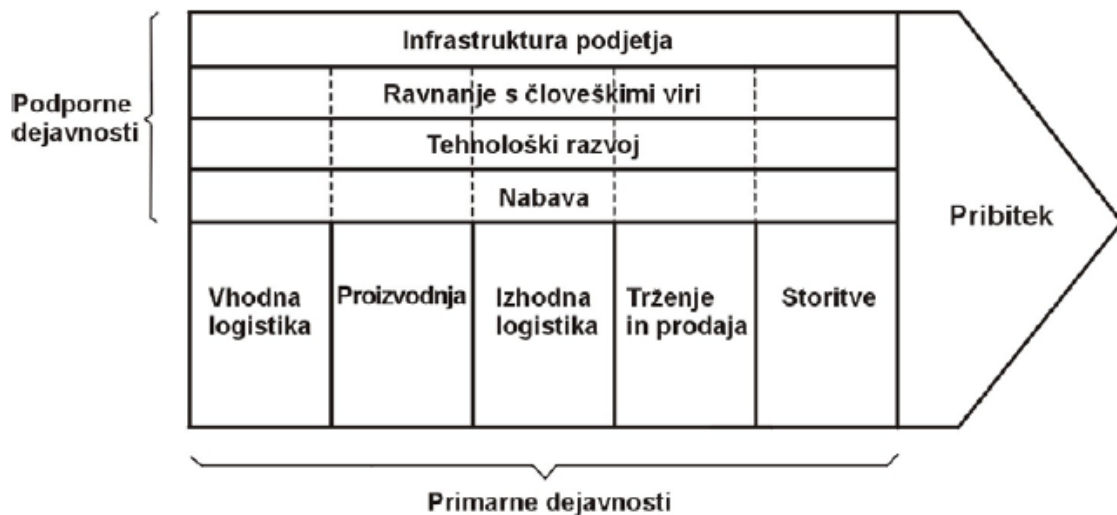 Infrastruktura podjetja
Podporne
dejavnosti
Ravnanje s človeškimi viri
Tehnološki razvoj
Nabava
Pribitek
Vhodna
logistika
Proizvodnja
Izhodna
logistika
Trženje
in prodaja
Storitve
Primarne dejavnosti